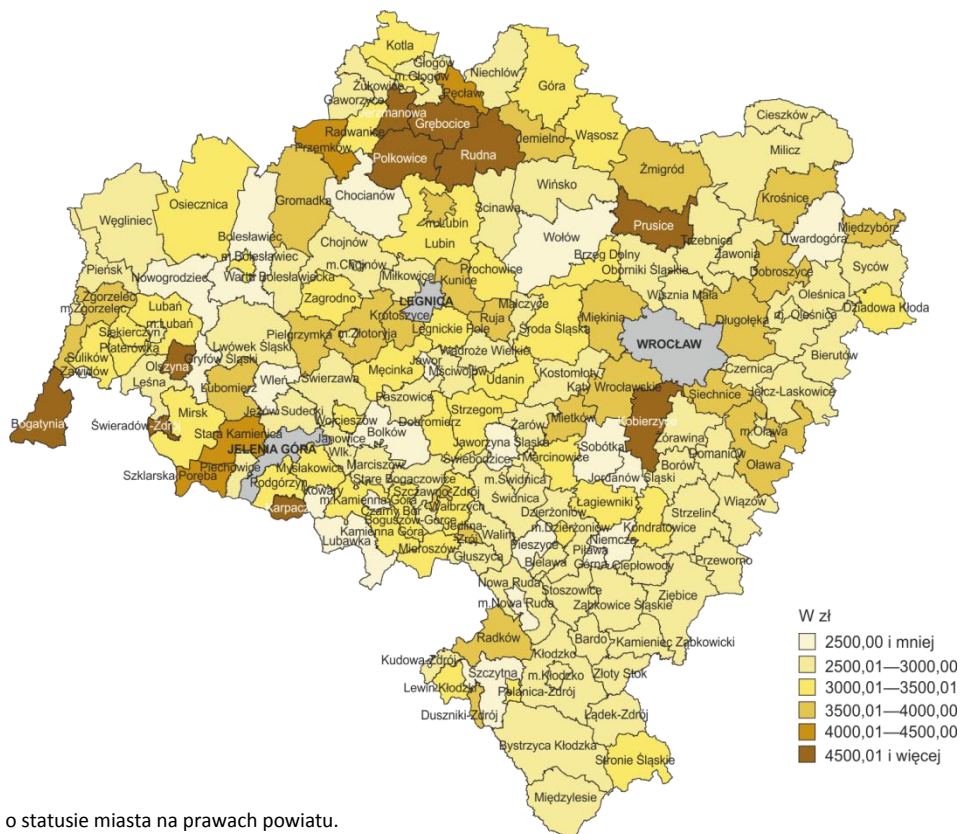 Kotla
Głogów
m.Głogów
Niechlów
Góra
Żukowice
Pęcław
Gaworzyce
Jerzmanowa
Grębocice
Radwanice
Przemków
Polkowice
Rudna
Jemielno
Wąsosz
Cieszków
Milicz
Żmigród
Krośnice
Twardogóra
Międzybórz
Osiecznica
Węgliniec
Gromadka
Chocianów
m.Lubin
Lubin
Ścinawa
Wińsko
Wołów
Prusice
Trzebnica
Zawonia
Dobroszyce
Syców
Bolesławiec
m.Bolesławiec
Chojnów
m.Chojnów
Brzeg Dolny
Oborniki Śląskie
Pieńsk
Nowogrodziec
Warta Bolesławiecka
Miłkowice
Kunice
Prochowice
Wisznia Mała
Oleśnica
m. Oleśnica
Dziadowa Kłoda
Zgorzelec
m.Zgorzelec
Lubań
m.Lubań
Zagrodno
LEGNICA
Krotoszyce
Malczyce
Ruja
Środa Śląska
Miękinia
Długołęka
Siekierczyn
Platerówka
Pielgrzymka
m.Złotoryja
Legnickie Pole
WROCŁAW
Bierutów
Sulików
Zawidów
Olszyna
Gryfów Śląski
Lwówek Śląski
Jawor
Wądroże Wielkie
Mściwojów
Kostomłoty
Czernica
Leśna
Lubomierz
Wleń
Świerzawa
Męcinka
Udanin
Kąty Wrocławskie
Siechnice
Jelcz-Laskowice
Bogatynia
Świeradów-Zdrój
Mirsk
Jeżów Sudecki
Wojcieszów
Paszowice
Strzegom
Mietków
Kobierzyce
m.Oława
Stara Kamienica
JELENIA GÓRA
Janowice
Wlk.
Bolków
Dobromierz
Żarów
Jaworzyna Śląska
Sobótka
Żórawina
Domaniów
Oława
Szklarska Poręba
Piechowice
Mysłakowice
Podgórzyn
Marciszów
Świebodzice
Marcinowice
Borów
Jordanów Śląski
Karpacz
Kowary
Stare Bogaczowice
m.Świdnica
Świdnica
Wiązów
m.Kamienna Góra
Szczawno-Zdrój
Czarny Bór
Wałbrzych
Dzierżoniów
Łagiewniki
Strzelin
Lubawka
Kamienna Góra
Boguszów-Gorce
Jedlina-
Zdrój
Walim
m.Dzierżoniów
Kondratowice
Niemcza
Mieroszów
Głuszyca
Pieszyce
Bielawa
Piława
Górna
Ciepłowody
Przeworno
Nowa Ruda
m.Nowa Ruda
Stoszowice
Ząbkowice Śląskie
Ziębice
Radków
Bardo
Kamieniec Ząbkowicki
Kudowa-Zdrój
Szczytna
Kłodzko
m.Kłodzko
Złoty Stok
Lewin Kłodzki
Polanica-Zdrój
Duszniki-Zdrój
Lądek-Zdrój
Bystrzyca Kłodzka
Stronie Śląskie
Międzylesie
W zł
2500,00 i mniej
2500,01—3000,00
3000,01—3500,01
3500,01—4000,00
4000,01—4500,00
4500,01 i więcej
o statusie miasta na prawach powiatu.